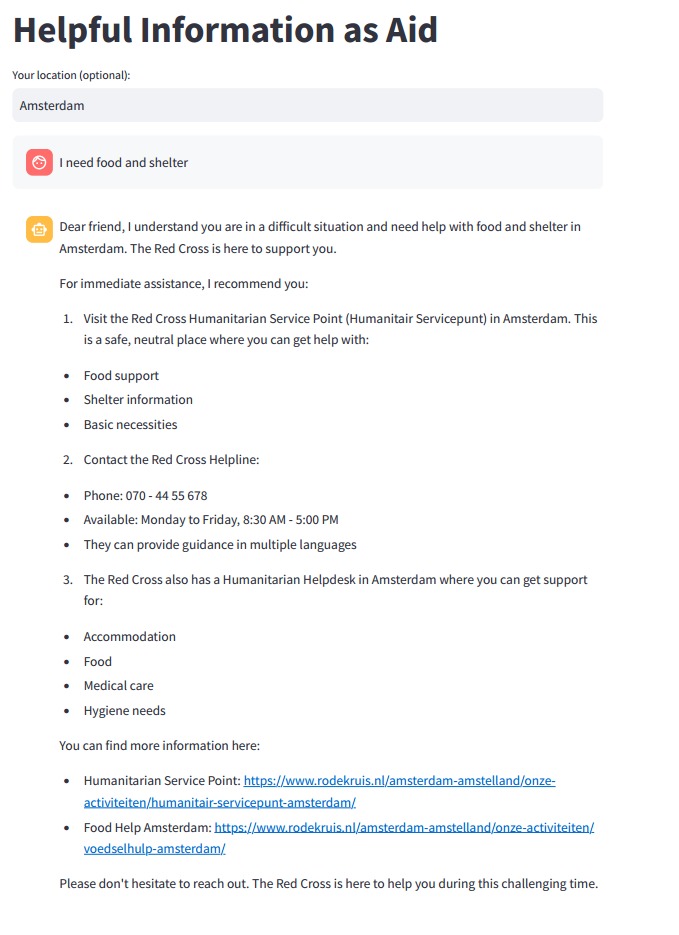 Helpful Information as Aid
Your location (optional):
Amsterdam
I need food and shelter
Dear friend, I understand you are in a difficult situation and need help with food and shelter in
Amsterdam. The Red Cross is here to support you.
For immediate assistance, I recommend you:
1. Visit the Red Cross Humanitarian Service Point (Humanitair Servicepunt) in Amsterdam. This
is a safe, neutral place where you can get help with:
• Food support
• Shelter information
• Basic necessities
2. Contact the Red Cross Helpline:
• Phone: 070 - 44 55 678
• Available: Monday to Friday, 8:30 AM - 5:00 PM
• They can provide guidance in multiple languages
3. The Red Cross also has a Humanitarian Helpdesk in Amsterdam where you can get support
for:
• Accommodation
• Food
• Medical care
• Hygiene needs
You can find more information here:
• Humanitarian Service Point: https://www.rodekruis.nl/amsterdam-amstelland/onze-
activiteiten/humanitair-servicepunt-amsterdam/
• Food Help Amsterdam: https://www.rodekruis.nl/amsterdam-amstelland/onze-activiteiten/
voedselhulp-amsterdam/
Please don't hesitate to reach out. The Red Cross is here to help you during this challenging time.